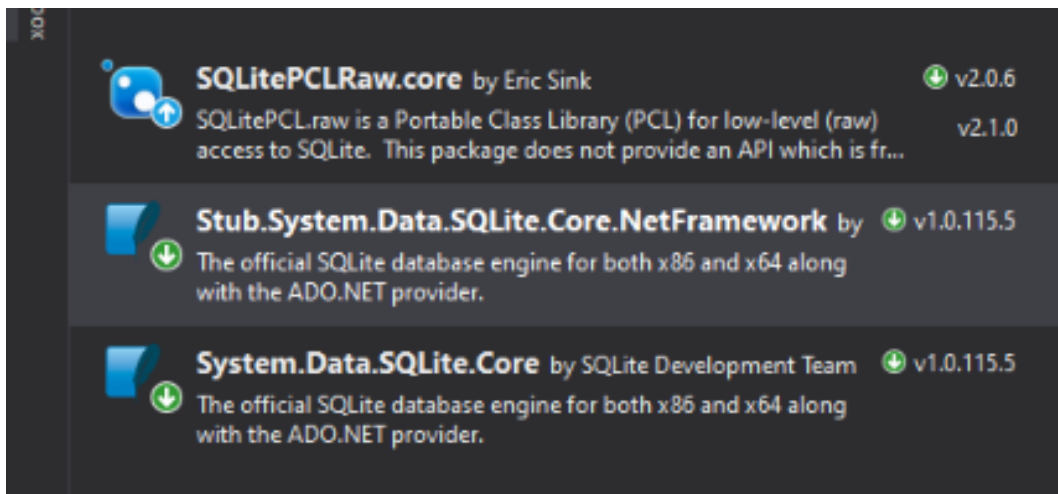 ox
SQLitePCLRaw.core by Eric Sink v2.0.6
SQLitePCL.raw is a Portable Class Library (PCL) for low-level (raw) v2.1.0
access to SQLite. This package does not provide an API which is fr...
Stub.System.Data.SQLite.Core.NetFramework by v1.0.115.5
The official SQLite database engine for both x86 and x64 along
with the ADO.NET provider.
System.Data.SQLite.Core by SQLite Development Team v1.0.115.5
The official SQLite database engine for both x86 and x64 along
with the ADO.NET provider.